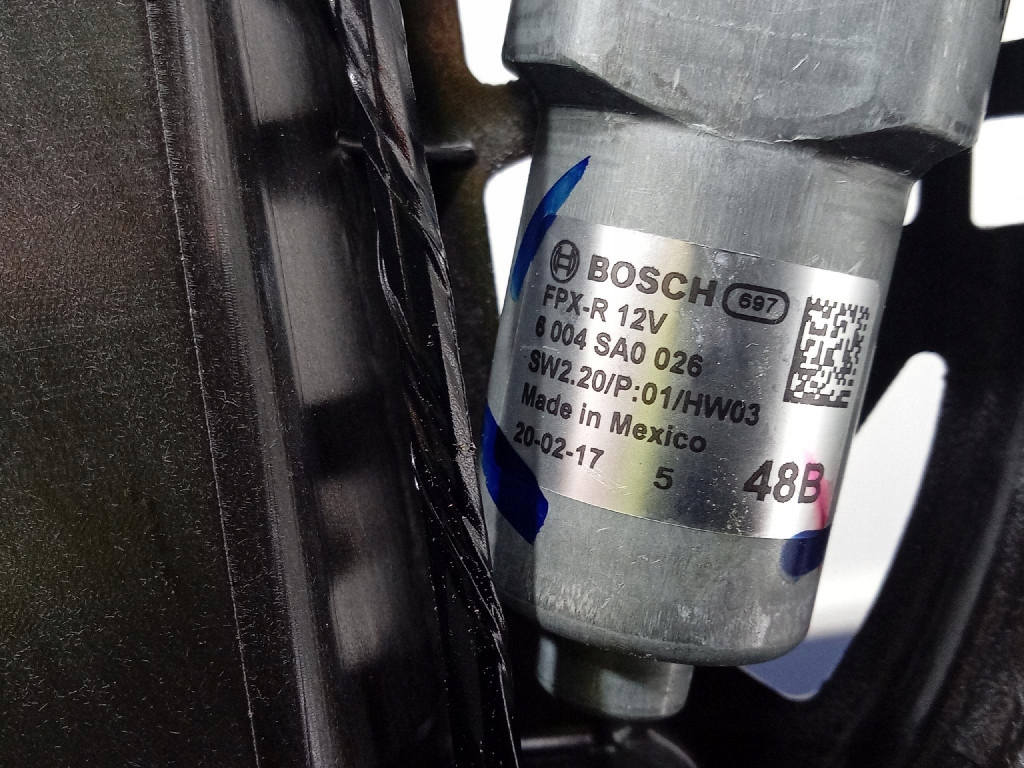 BOSCH 697
FPX-R 12V
6 004 SA0 026
SW2.20/P:01/HW03
Made in Mexico
20-02-17 5 48B